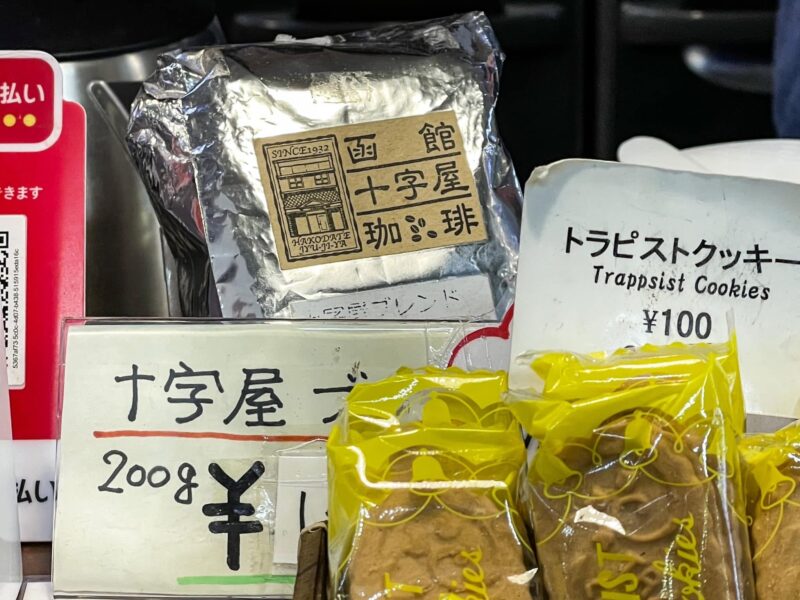 払い
きます
SINCE1932
HAKODATE
JYU-JI-YA
函館
十字屋
珈琲
ブレンド
トラピストクッキー
Trappsist Cookies
¥100
十字屋 ブ
200g ¥
払い